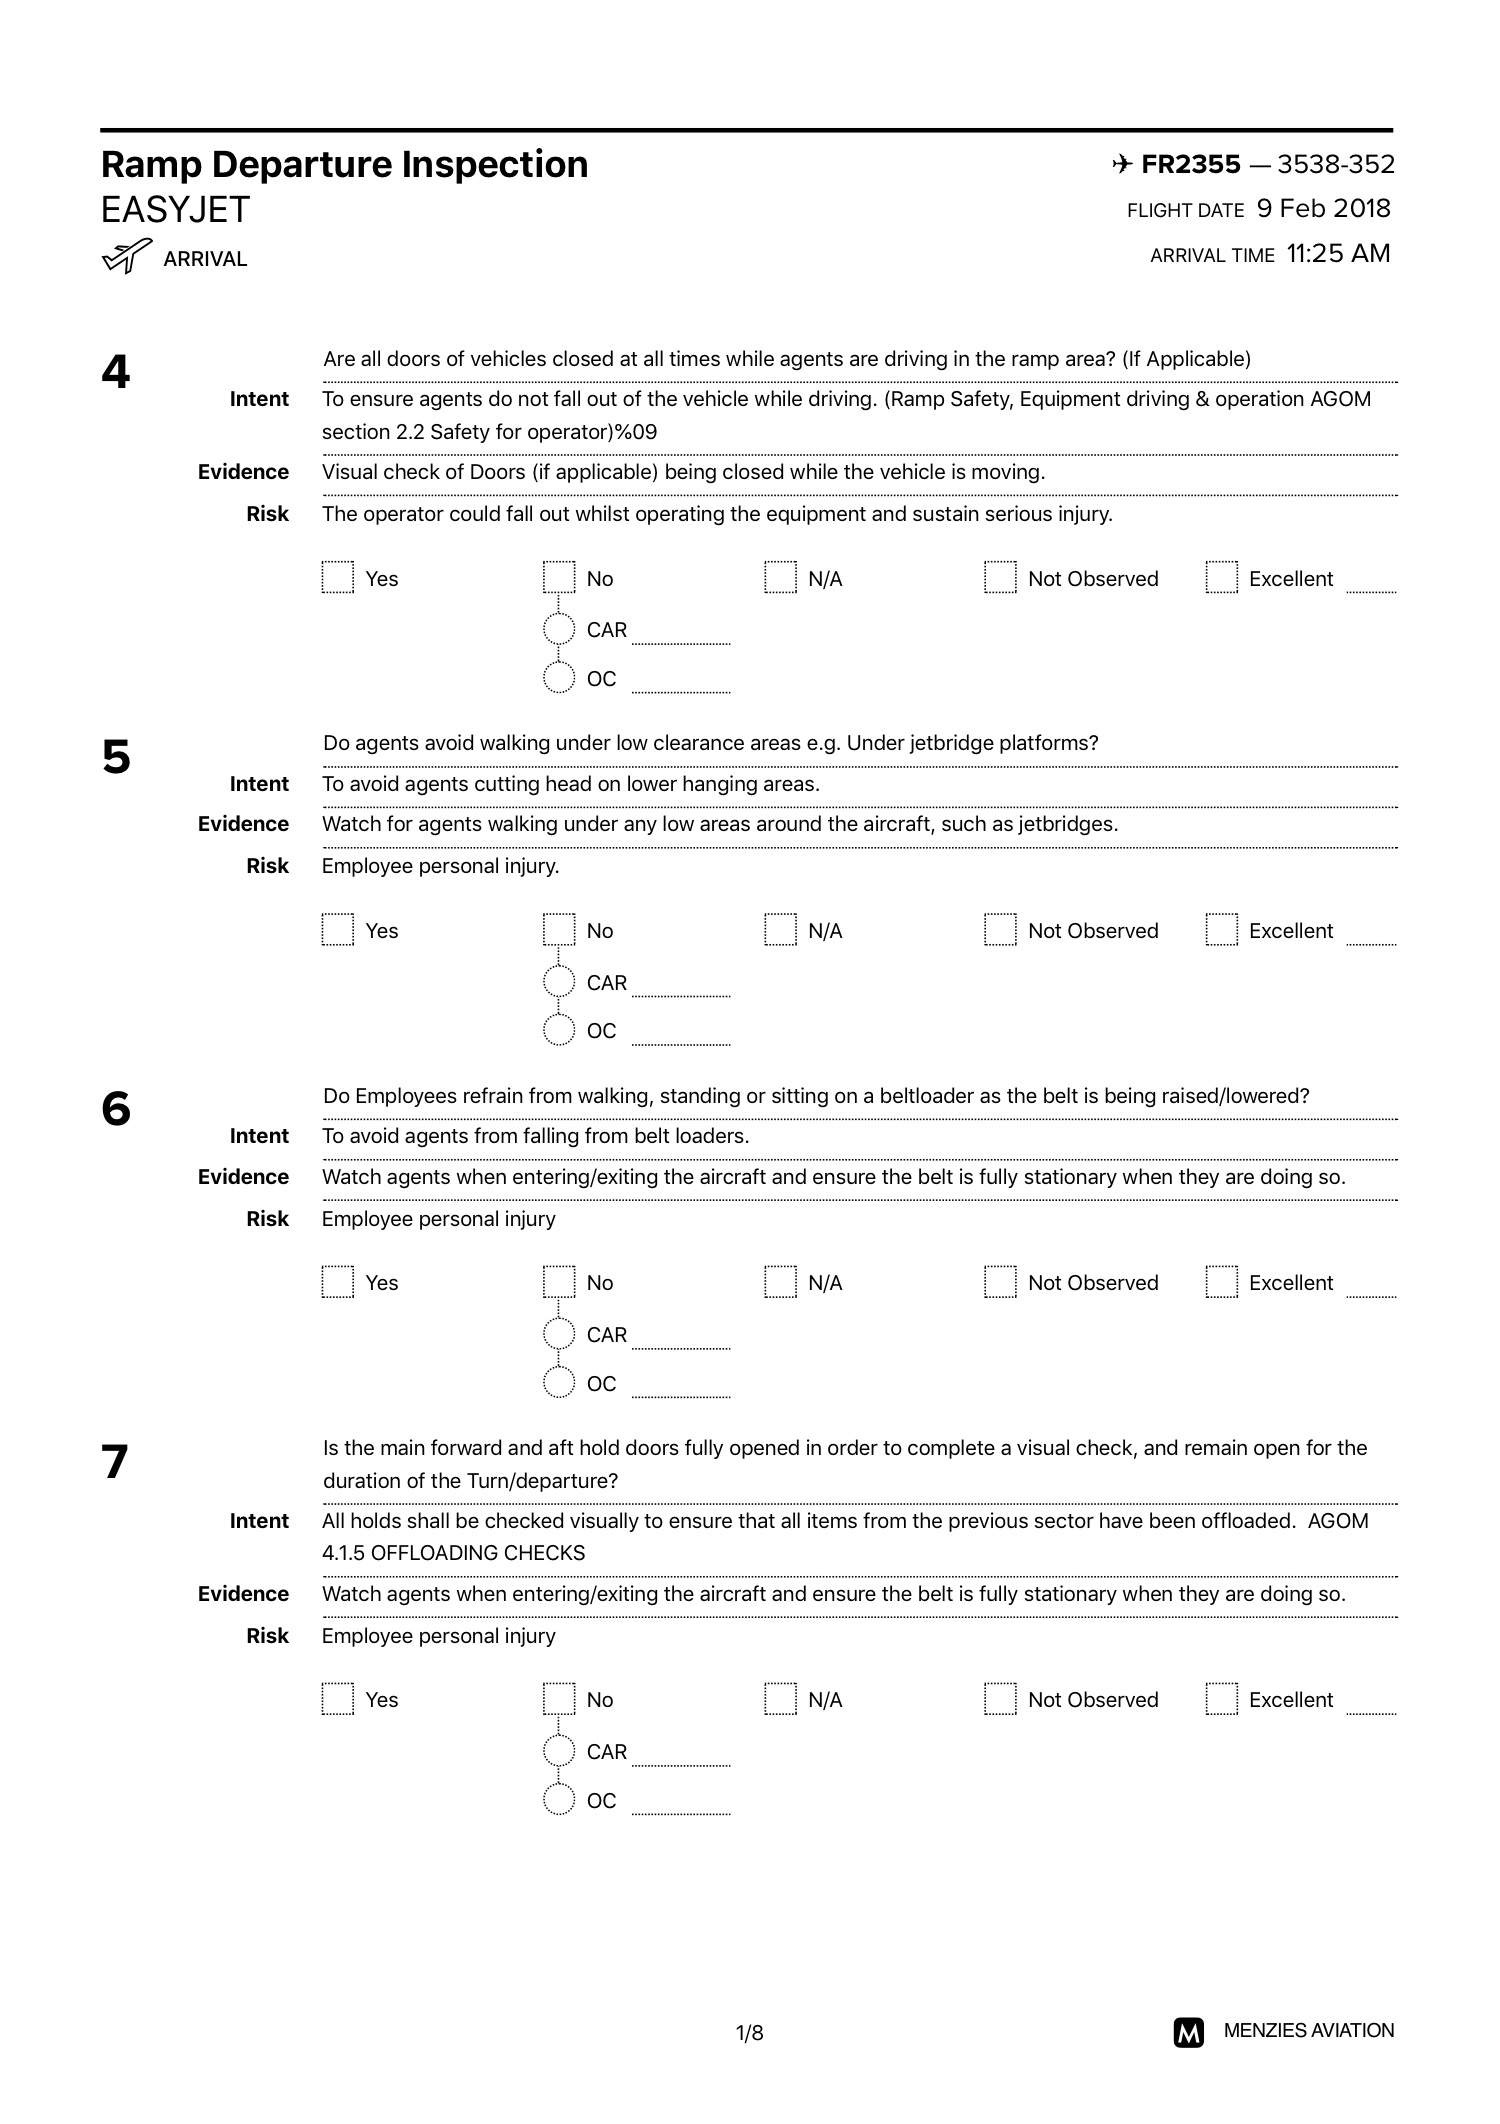 Ramp Departure Inspection
EASYJET
ARRIVAL
✈ FR2355 — 3538-352
FLIGHT DATE 9 Feb 2018
ARRIVAL TIME 11:25 AM
4
Are all doors of vehicles closed at all times while agents are driving in the ramp area? (If Applicable)
Intent To ensure agents do not fall out of the vehicle while driving. (Ramp Safety, Equipment driving & operation AGOM
section 2.2 Safety for operator)%09
Evidence Visual check of Doors (if applicable) being closed while the vehicle is moving.
Risk The operator could fall out whilst operating the equipment and sustain serious injury.
Yes No N/A Not Observed Excellent
CAR
OC
5
Do agents avoid walking under low clearance areas e.g. Under jetbridge platforms?
Intent To avoid agents cutting head on lower hanging areas.
Evidence Watch for agents walking under any low areas around the aircraft, such as jetbridges.
Risk Employee personal injury.
Yes No N/A Not Observed Excellent
CAR
OC
6
Do Employees refrain from walking, standing or sitting on a beltloader as the belt is being raised/lowered?
Intent To avoid agents from falling from belt loaders.
Evidence Watch agents when entering/exiting the aircraft and ensure the belt is fully stationary when they are doing so.
Risk Employee personal injury
Yes No N/A Not Observed Excellent
CAR
OC
7
Is the main forward and aft hold doors fully opened in order to complete a visual check, and remain open for the
duration of the Turn/departure?
Intent All holds shall be checked visually to ensure that all items from the previous sector have been offloaded.  AGOM
4.1.5 OFFLOADING CHECKS
Evidence Watch agents when entering/exiting the aircraft and ensure the belt is fully stationary when they are doing so.
Risk Employee personal injury
Yes No N/A Not Observed Excellent
CAR
OC
1/8
M MENZIES AVIATION